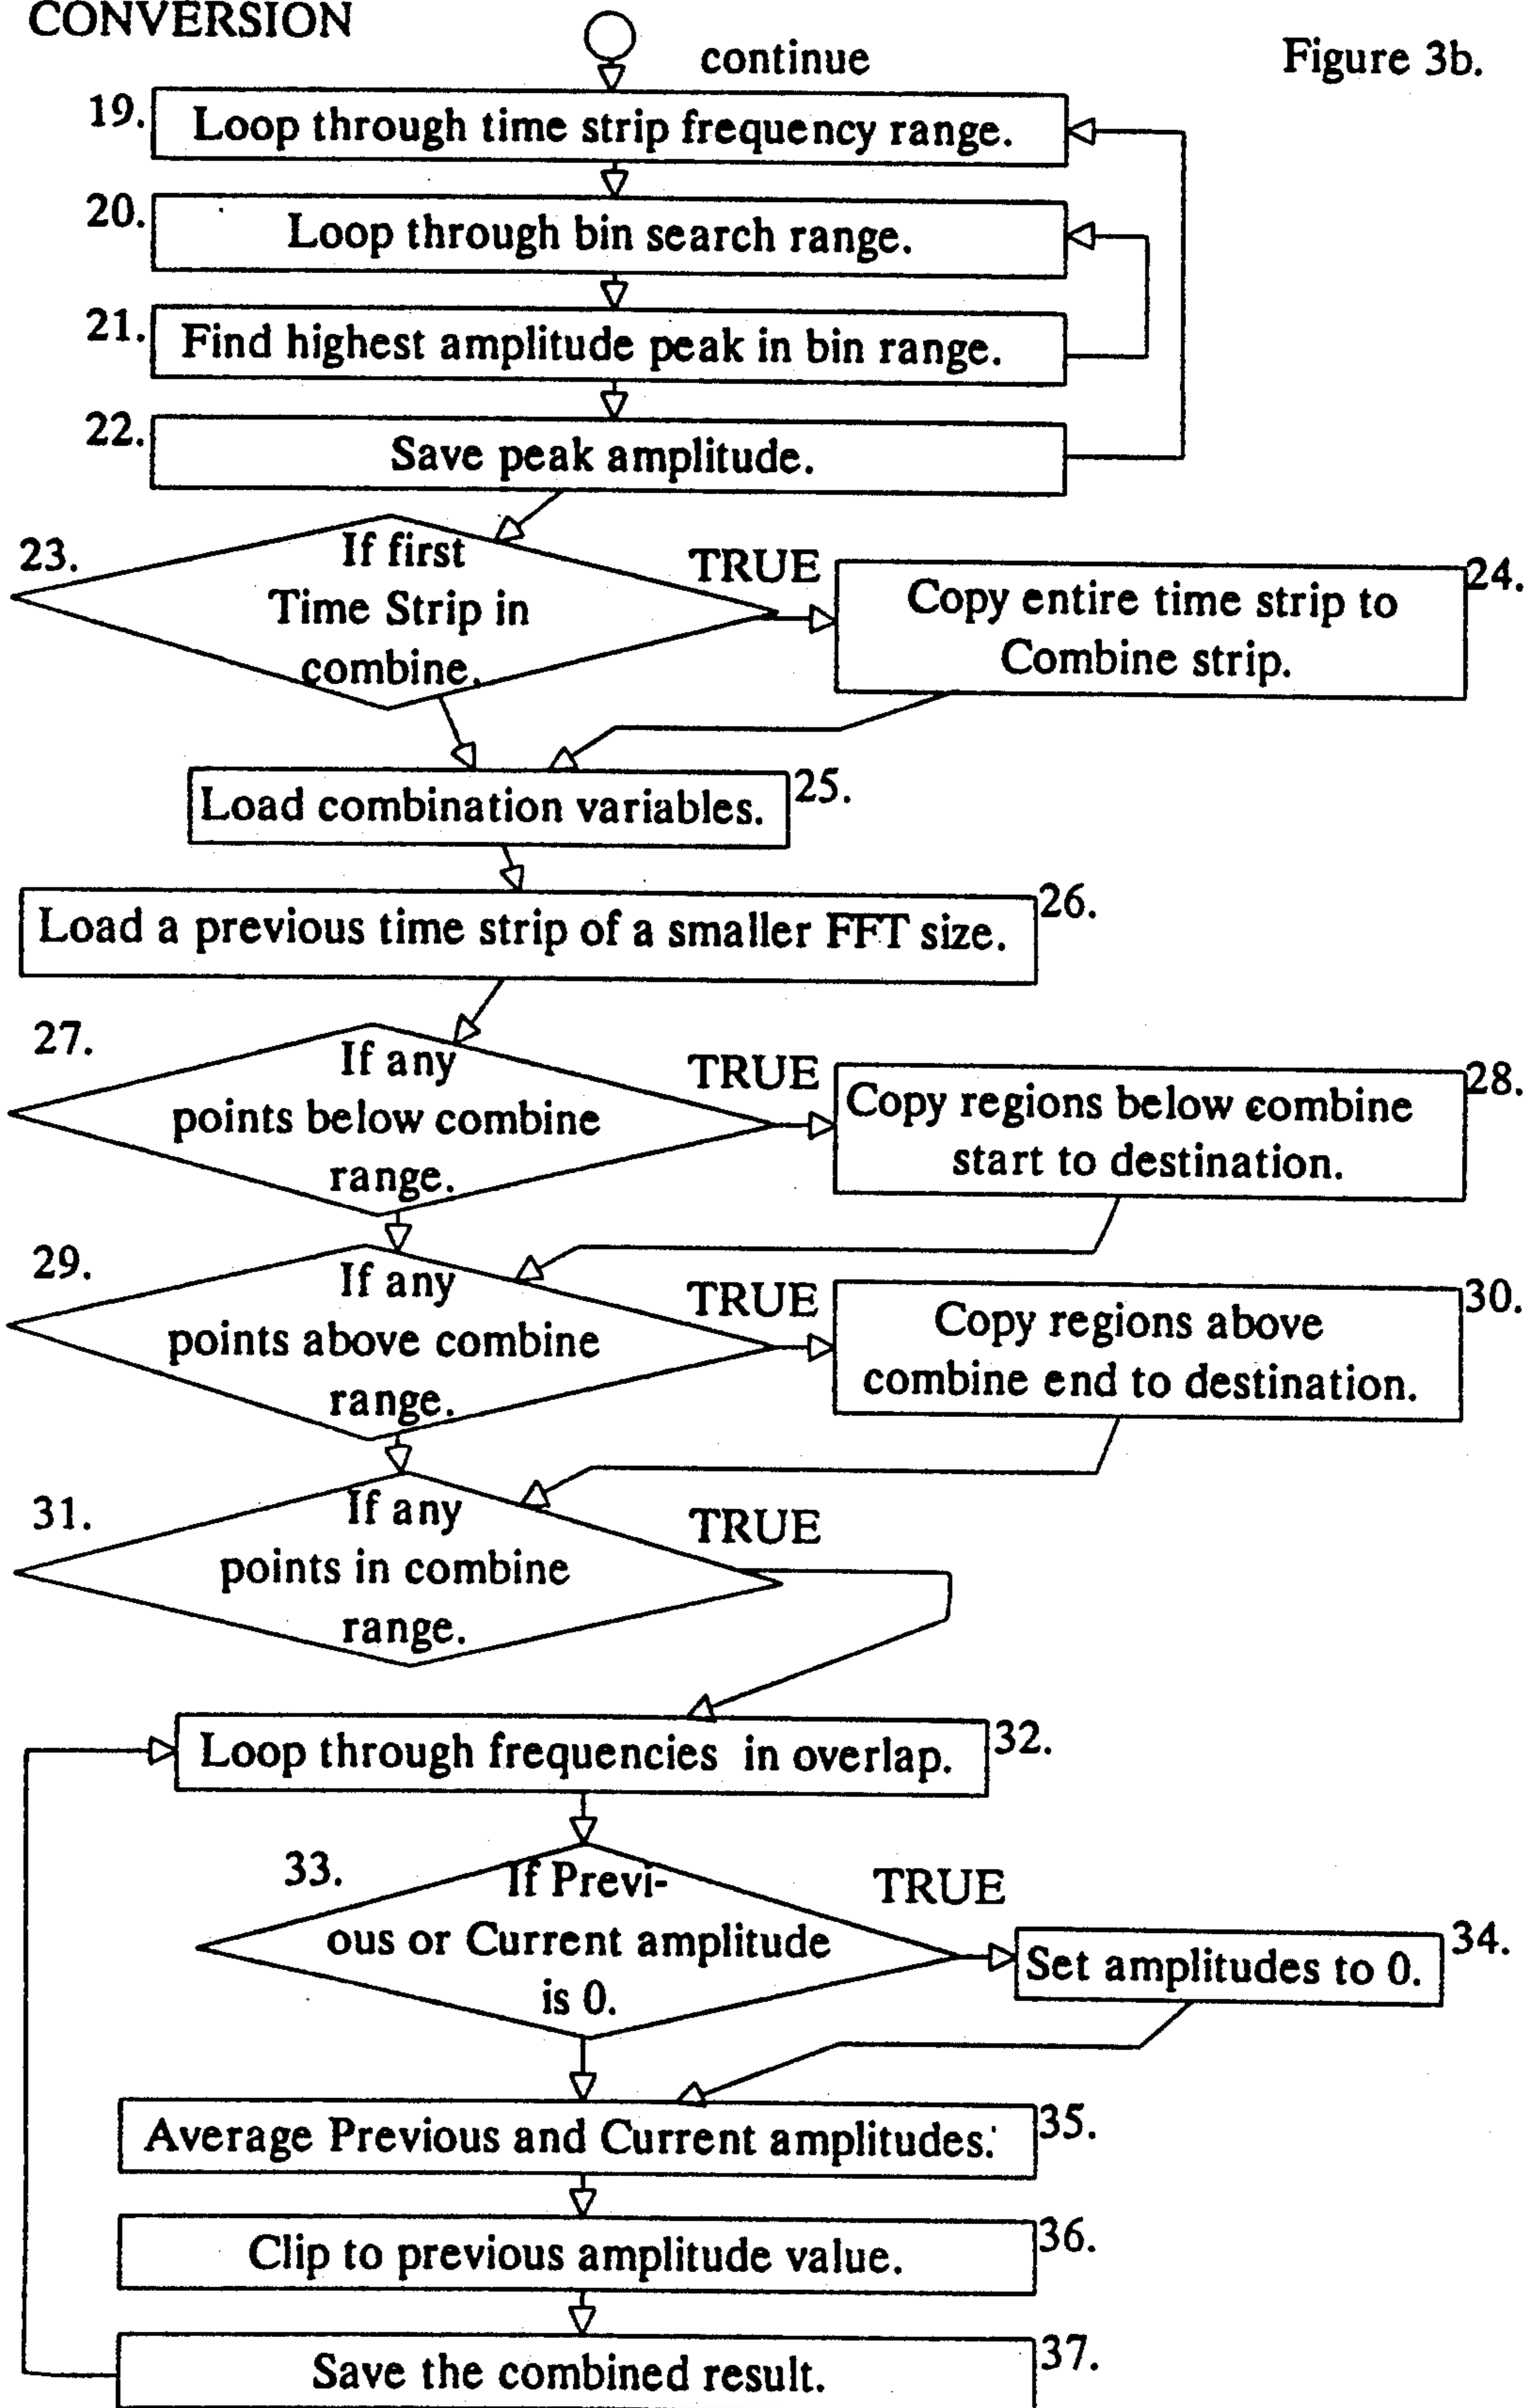 CONVERSION
continue
Figure 3b.
19.
Loop through time strip frequency range.
20.
Loop through bin search range.
21.
Find highest amplitude peak in bin range.
22.
Save peak amplitude.
23.
If first
Time Strip in
combine.
TRUE
24.
Copy entire time strip to
Combine strip.
Load combination variables.
25.
Load a previous time strip of a smaller FFT size.
26.
27.
If any
points below combine
range.
TRUE
28.
Copy regions below combine
start to destination.
29.
If any
points above combine
range.
TRUE
30.
Copy regions above
combine end to destination.
31.
If any
points in combine
range.
TRUE
Loop through frequencies in overlap.
32.
33.
If Previ-
ous or Current amplitude
is 0.
TRUE
34.
Set amplitudes to 0.
Average Previous and Current amplitudes.
35.
Clip to previous amplitude value.
36.
Save the combined result.
37.